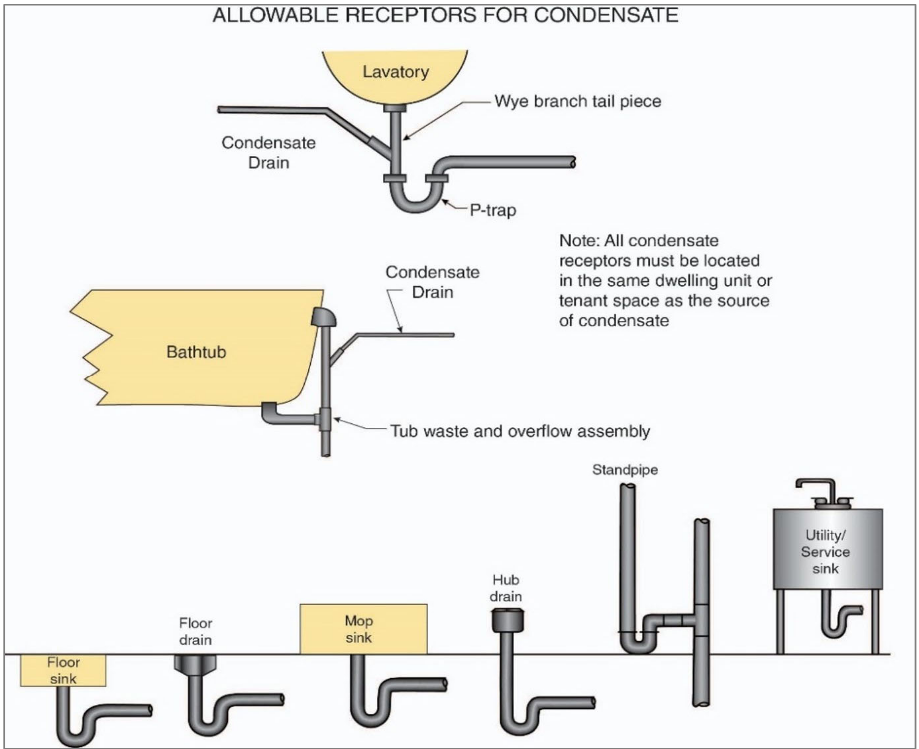 ALLOWABLE RECEPTORS FOR CONDENSATE
Lavatory
Wye branch tail piece
Condensate
Drain
P-trap
Note: All condensate
receptors must be located
in the same dwelling unit or
tenant space as the source
of condensate
Condensate
Drain
Bathtub
Tub waste and overflow assembly
Standpipe
Utility/
Service
sink
Hub
drain
Mop
sink
Floor
drain
Floor
sink